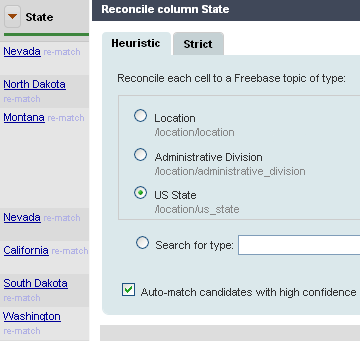 State
Nevada re-match
North Dakota
re-match
Montana re-match
Nevada re-match
California re-match
South Dakota
re-match
Washington
re-match
Reconcile column State
Heuristic Strict
Reconcile each cell to a Freebase topic of type:
Location
/location/location
Administrative Division
/location/administrative_division
US State
/location/us_state
Search for type:
Auto-match candidates with high confidence